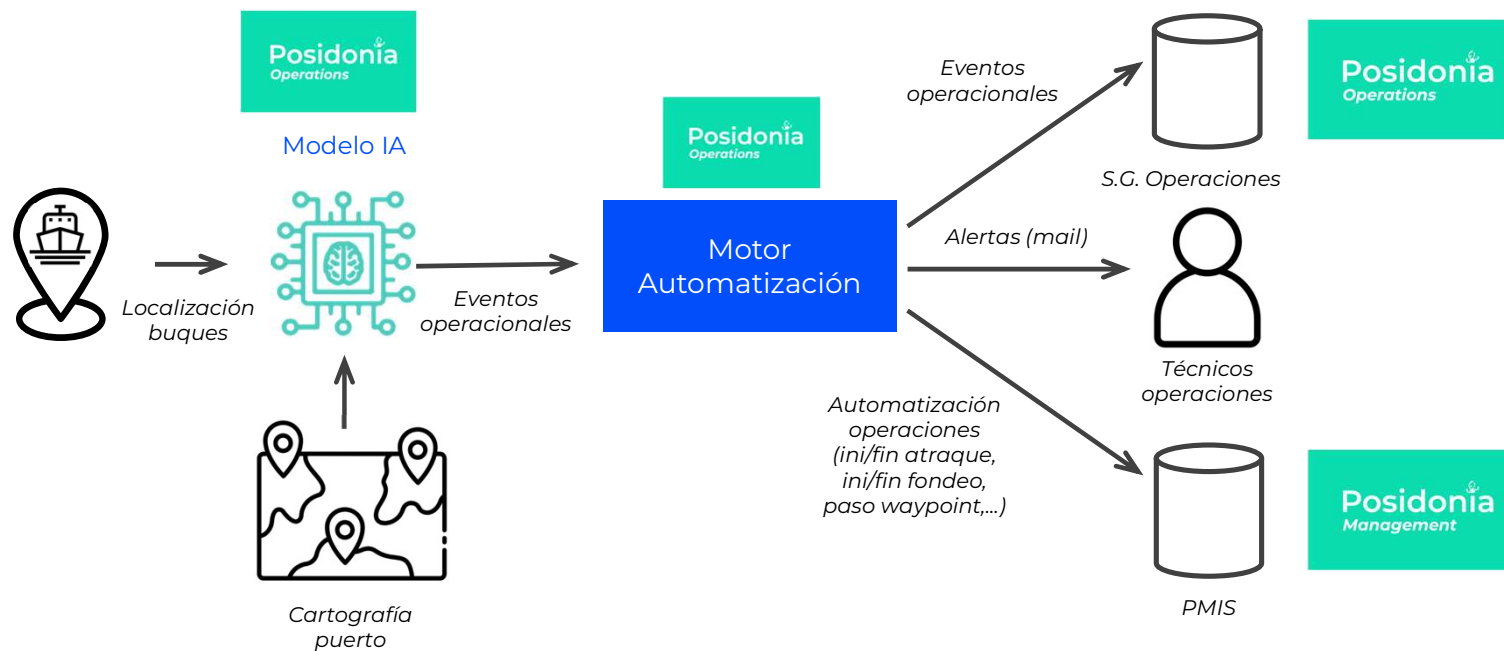 Posidonia
Operations
Modelo IA
Localización
buques
Eventos
operacionales
Cartografía
puerto
Posidonia
Operations
Motor
Automatización
Eventos
operacionales
Alertas (mail)
Automatización
operaciones
(ini/fin atraque,
ini/fin fondeo,
paso waypoint,...)
S.G. Operaciones
Posidonia
Operations
Técnicos
operaciones
PMIS
Posidonia
Management